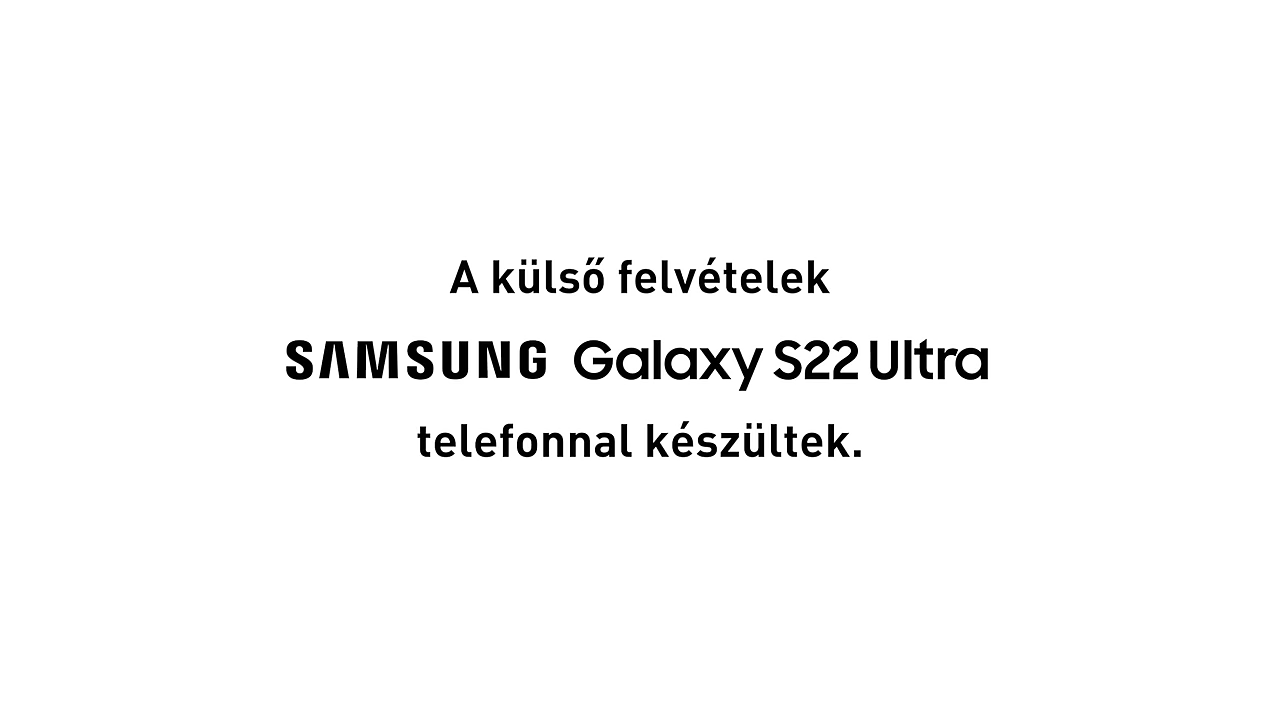 A külső felvételek
SAMSUNG Galaxy S22 Ultra
telefonnal készültek.